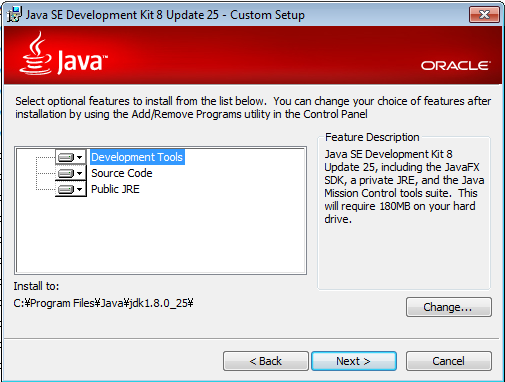 Java SE Development Kit 8 Update 25 - Custom Setup
Java™
ORACLE®
Select optional features to install from the list below. You can change your choice of features after
installation by using the Add/Remove Programs utility in the Control Panel
Development Tools
Source Code
Public JRE
Feature Description
Java SE Development Kit 8
Update 25, including the JavaFX
SDK, a private JRE, and the Java
Mission Control tools suite. This
will require 180MB on your hard
drive.
Install to:
C:¥Program Files¥Java¥jdk1.8.0_25¥
Change...
< Back
Next >
Cancel